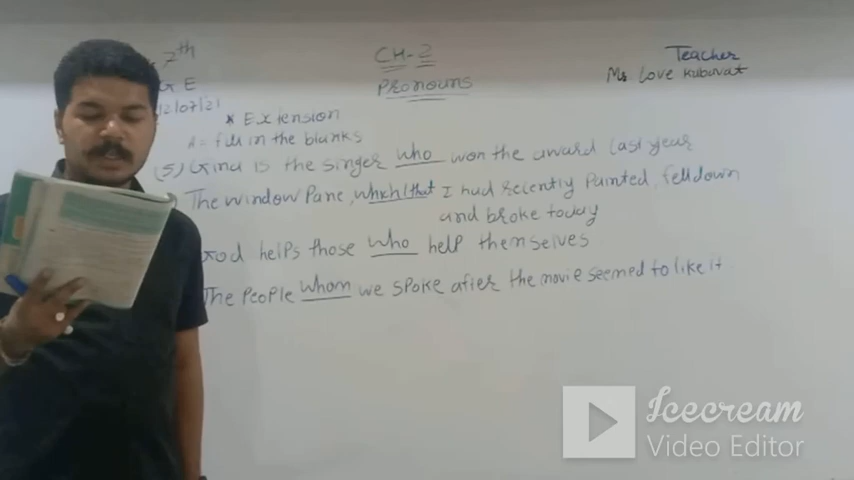 7th
CH-2
Teacher
G E
Pronouns
Ms Love Kubavat
12/07/21
* Extension
A = fill in the blanks
(5) Gina is the singer who won the award last year
The window Pane, which/that I had recently Painted, fell down
and broke today
God helps those who help themselves
The People whom we spoke after the movie seemed to like it
Icecream
Video Editor